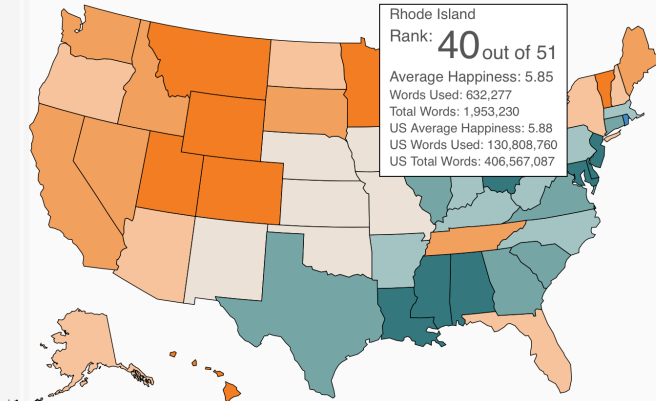 Rhode Island
Rank: 40 out of 51
Average Happiness: 5.85
Words Used: 632,277
Total Words: 1,953,230
US Average Happiness: 5.88
US Words Used: 130,808,760
US Total Words: 406,567,087